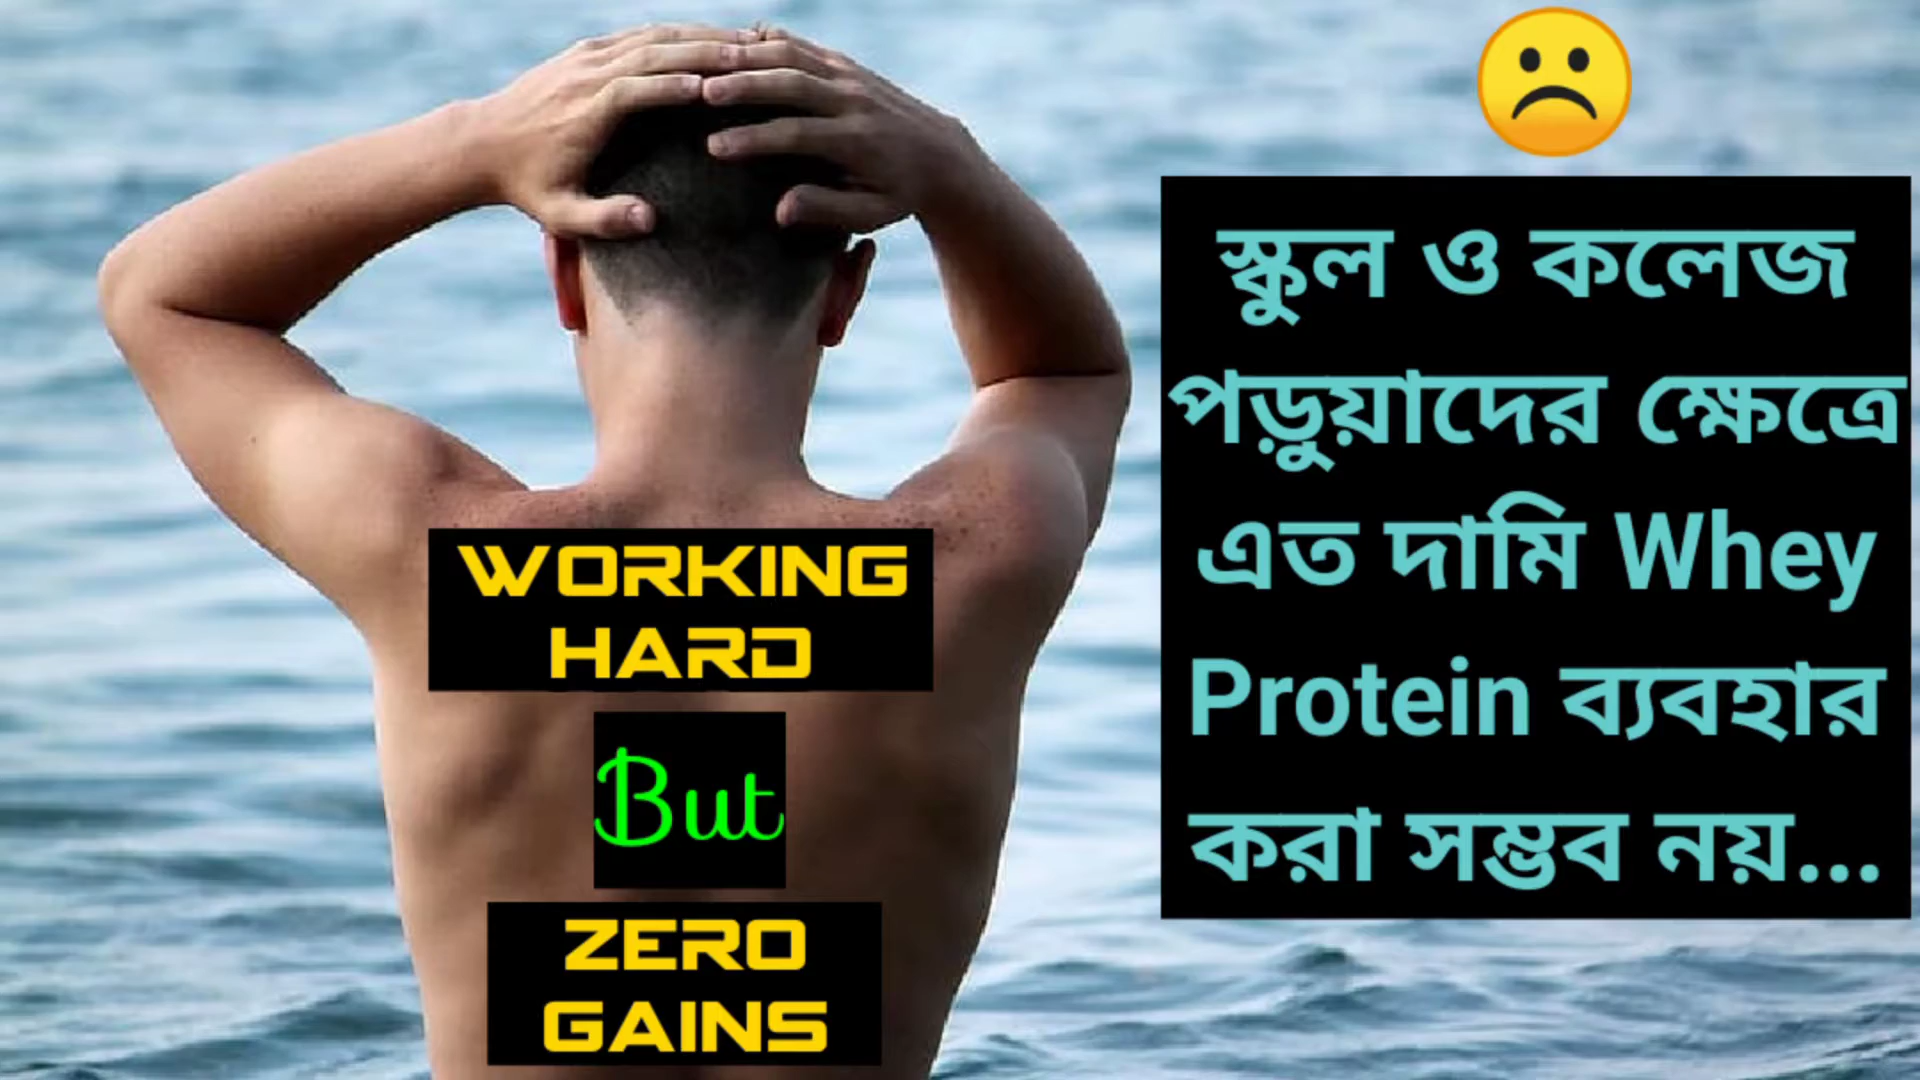 WORKING
HARD
But
ZERO
GAINS
স্কুল ও কলেজ
পড়ুয়াদের ক্ষেত্রে
এত দামি Whey
Protein ব্যবহার
করা সম্ভব নয়...